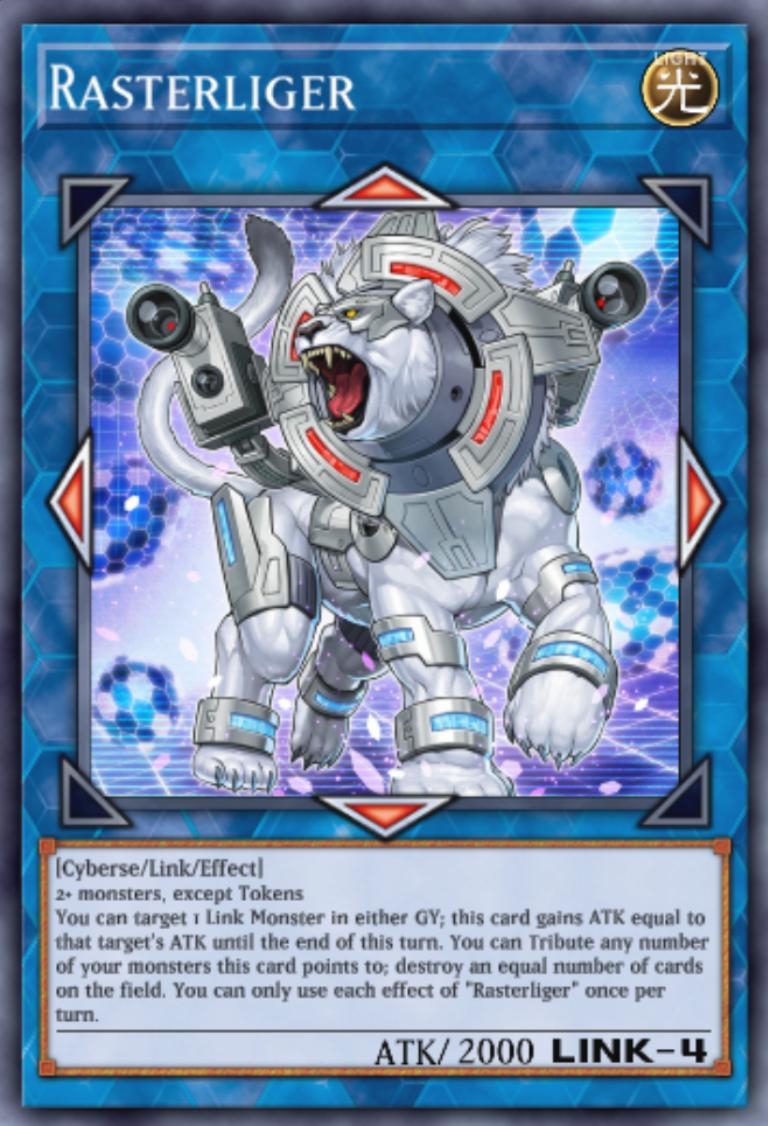 RASTERLIGER
LIGHT
光
[Cyberse/Link/Effect]
2+ monsters, except Tokens
You can target 1 Link Monster in either GY; this card gains ATK equal to
that target's ATK until the end of this turn. You can Tribute any number
of your monsters this card points to; destroy an equal number of cards
on the field. You can only use each effect of "Rasterliger" once per
turn.
ATK/ 2000 LINK-4